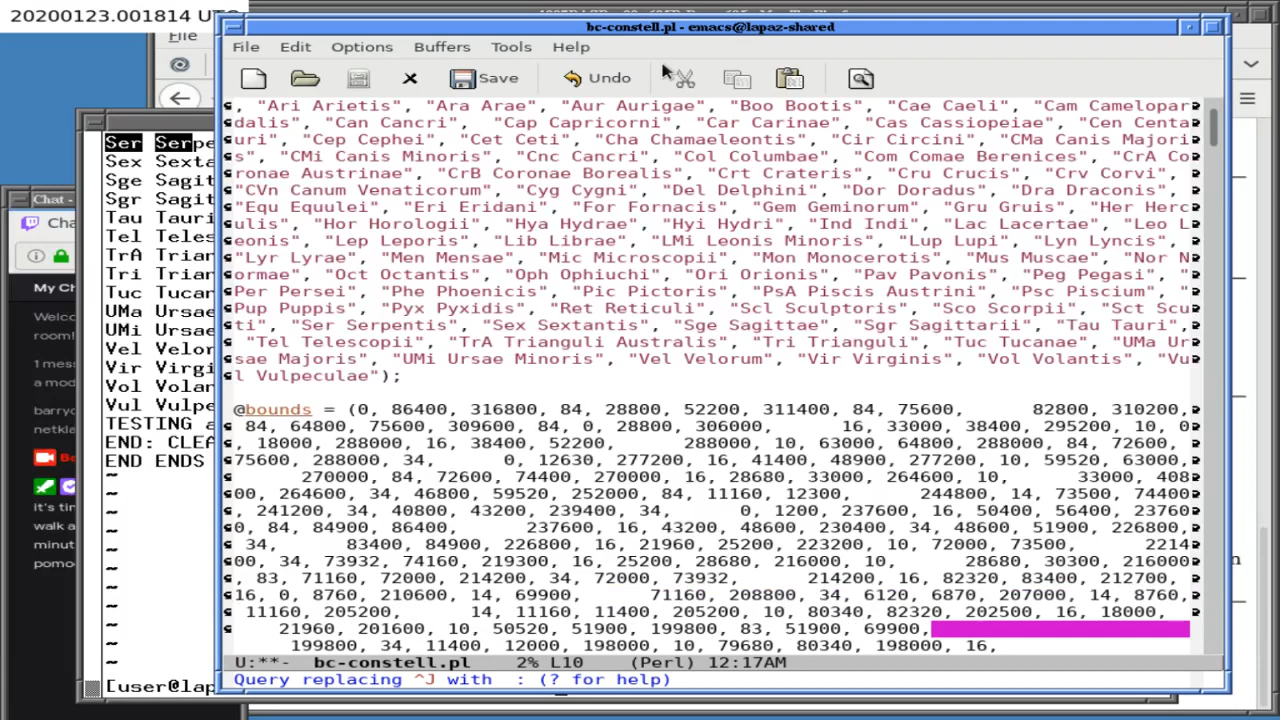 20200123.001814 UTC
bc-constell.pl - emacs@lapaz-shared
File
File Edit Options Buffers Tools Help
Save Undo
, "Ari Arietis", "Ara Arae", "Aur Aurigae", "Boo Bootis", "Cae Caeli", "Cam Camelopar
dalis", "Can Cancri", "Cap Capricorni", "Car Carinae", "Cas Cassiopeiae", "Cen Centa
uri", "Cep Cephei", "Cet Ceti", "Cha Chamaeleontis", "Cir Circini", "CMa Canis Majori
s", "CMi Canis Minoris", "Cnc Cancri", "Col Columbae", "Com Comae Berenices", "CrA Co
ronae Austrinae", "CrB Coronae Borealis", "Crt Crateris", "Cru Crucis", "Crv Corvi",
"CVn Canum Venaticorum", "Cyg Cygni", "Del Delphini", "Dor Doradus", "Dra Draconis",
"Equ Equulei", "Eri Eridani", "For Fornacis", "Gem Geminorum", "Gru Gruis", "Her Herc
ulis", "Hor Horologii", "Hya Hydrae", "Hyi Hydri", "Ind Indi", "Lac Lacertae", "Leo L
eonis", "Lep Leporis", "Lib Librae", "LMi Leonis Minoris", "Lup Lupi", "Lyn Lyncis",
"Lyr Lyrae", "Men Mensae", "Mic Microscopii", "Mon Monocerotis", "Mus Muscae", "Nor N
ormae", "Oct Octantis", "Oph Ophiuchi", "Ori Orionis", "Pav Pavonis", "Peg Pegasi", "
Per Persei", "Phe Phoenicis", "Pic Pictoris", "PsA Piscis Austrini", "Psc Piscium", "
Pup Puppis", "Pyx Pyxidis", "Ret Reticuli", "Scl Sculptoris", "Sco Scorpii", "Sct Scu
ti", "Ser Serpentis", "Sex Sextantis", "Sge Sagittae", "Sgr Sagittarii", "Tau Tauri",
"Tel Telescopii", "TrA Trianguli Australis", "Tri Trianguli", "Tuc Tucanae", "UMa Ur
sae Majoris", "UMi Ursae Minoris", "Vel Velorum", "Vir Virginis", "Vol Volantis", "Vu
l Vulpeculae");
@bounds = (0, 86400, 316800, 84, 28800, 52200, 311400, 84, 75600, 82800, 310200,
84, 64800, 75600, 309600, 84, 0, 28800, 306000, 16, 33000, 38400, 295200, 10, 0
, 18000, 288000, 16, 38400, 52200, 288000, 10, 63000, 64800, 288000, 84, 72600,
75600, 288000, 34, 0, 12630, 277200, 16, 41400, 48900, 277200, 10, 59520, 63000,
270000, 84, 72600, 74400, 270000, 16, 28680, 33000, 264600, 10, 33000, 408
00, 264600, 34, 46800, 59520, 252000, 84, 11160, 12300, 244800, 14, 73500, 74400
, 241200, 34, 40800, 43200, 239400, 34, 0, 1200, 237600, 16, 50400, 56400, 23760
0, 84, 84900, 86400, 237600, 16, 43200, 48600, 230400, 34, 48600, 51900, 226800,
34, 83400, 84900, 226800, 16, 21960, 25200, 223200, 10, 72000, 73500, 2214
00, 34, 73932, 74160, 219300, 16, 25200, 28680, 216000, 10, 28680, 30300, 216000
, 83, 71160, 72000, 214200, 34, 72000, 73932, 214200, 16, 82320, 83400, 212700,
16, 0, 8760, 210600, 14, 69900, 71160, 208800, 34, 6120, 6870, 207000, 14, 8760,
11160, 205200, 14, 11160, 11400, 205200, 10, 80340, 82320, 202500, 16, 18000,
21960, 201600, 10, 50520, 51900, 199800, 83, 51900, 69900,
199800, 34, 11400, 12000, 198000, 10, 79680, 80340, 198000, 16,
U:**- bc-constell.pl 2% L10 (Perl) 12:17AM
Query replacing ^J with : (? for help)
Ser Serpe
Sex Sexta
Sge Sagit
Sgr Sagit
Tau Tauri
Tel Teles
TrA Trian
Tri Trian
Tuc Tucan
UMa Ursae
UMi Ursae
Vel Velor
Vir Virgi
Vol Volan
Vul Vulpe
TESTING a
END: CLEA
END ENDS
~
~
~
~
~
~
~
~
~
~
~
[user@lap
Chat -
Cha
My Ch
Welco
room!
1 mess
a mod
barryc
netkla
Ba
it's tin
walk a
minut
pomo